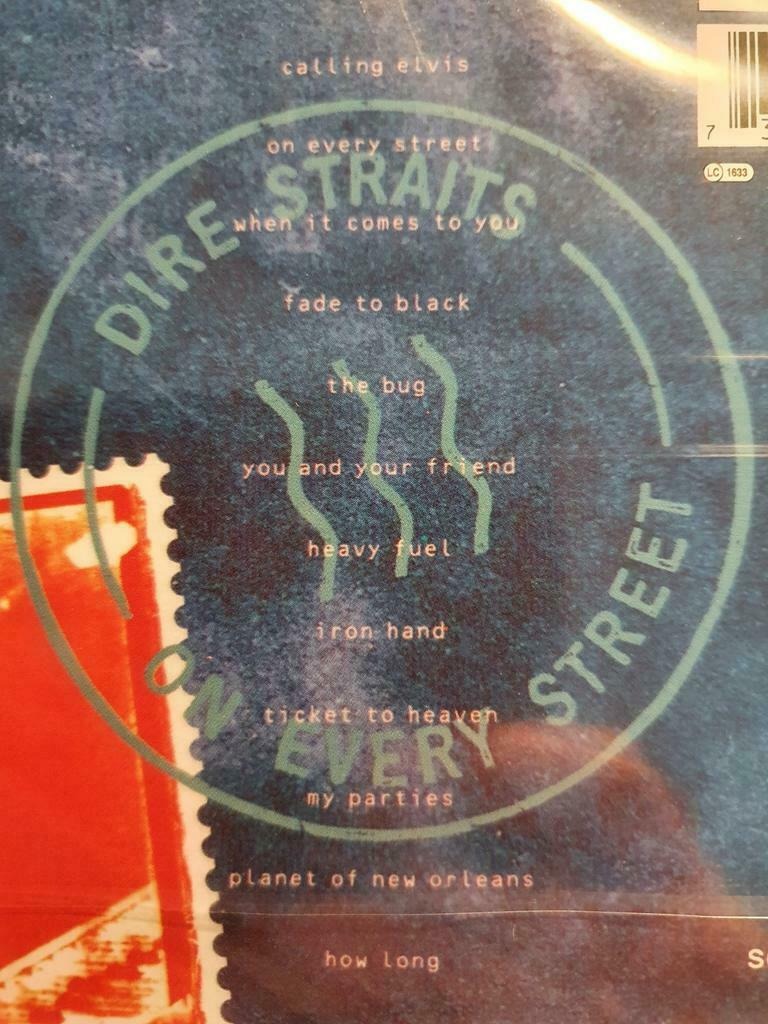 calling elvis
on every street
DIRE STRAITS
when it comes to you
fade to black
the bug
you and your friend
heavy fuel
iron hand
ticket to heaven
ON EVERY STREET
my parties
planet of new orleans
how long
7
LC 1633